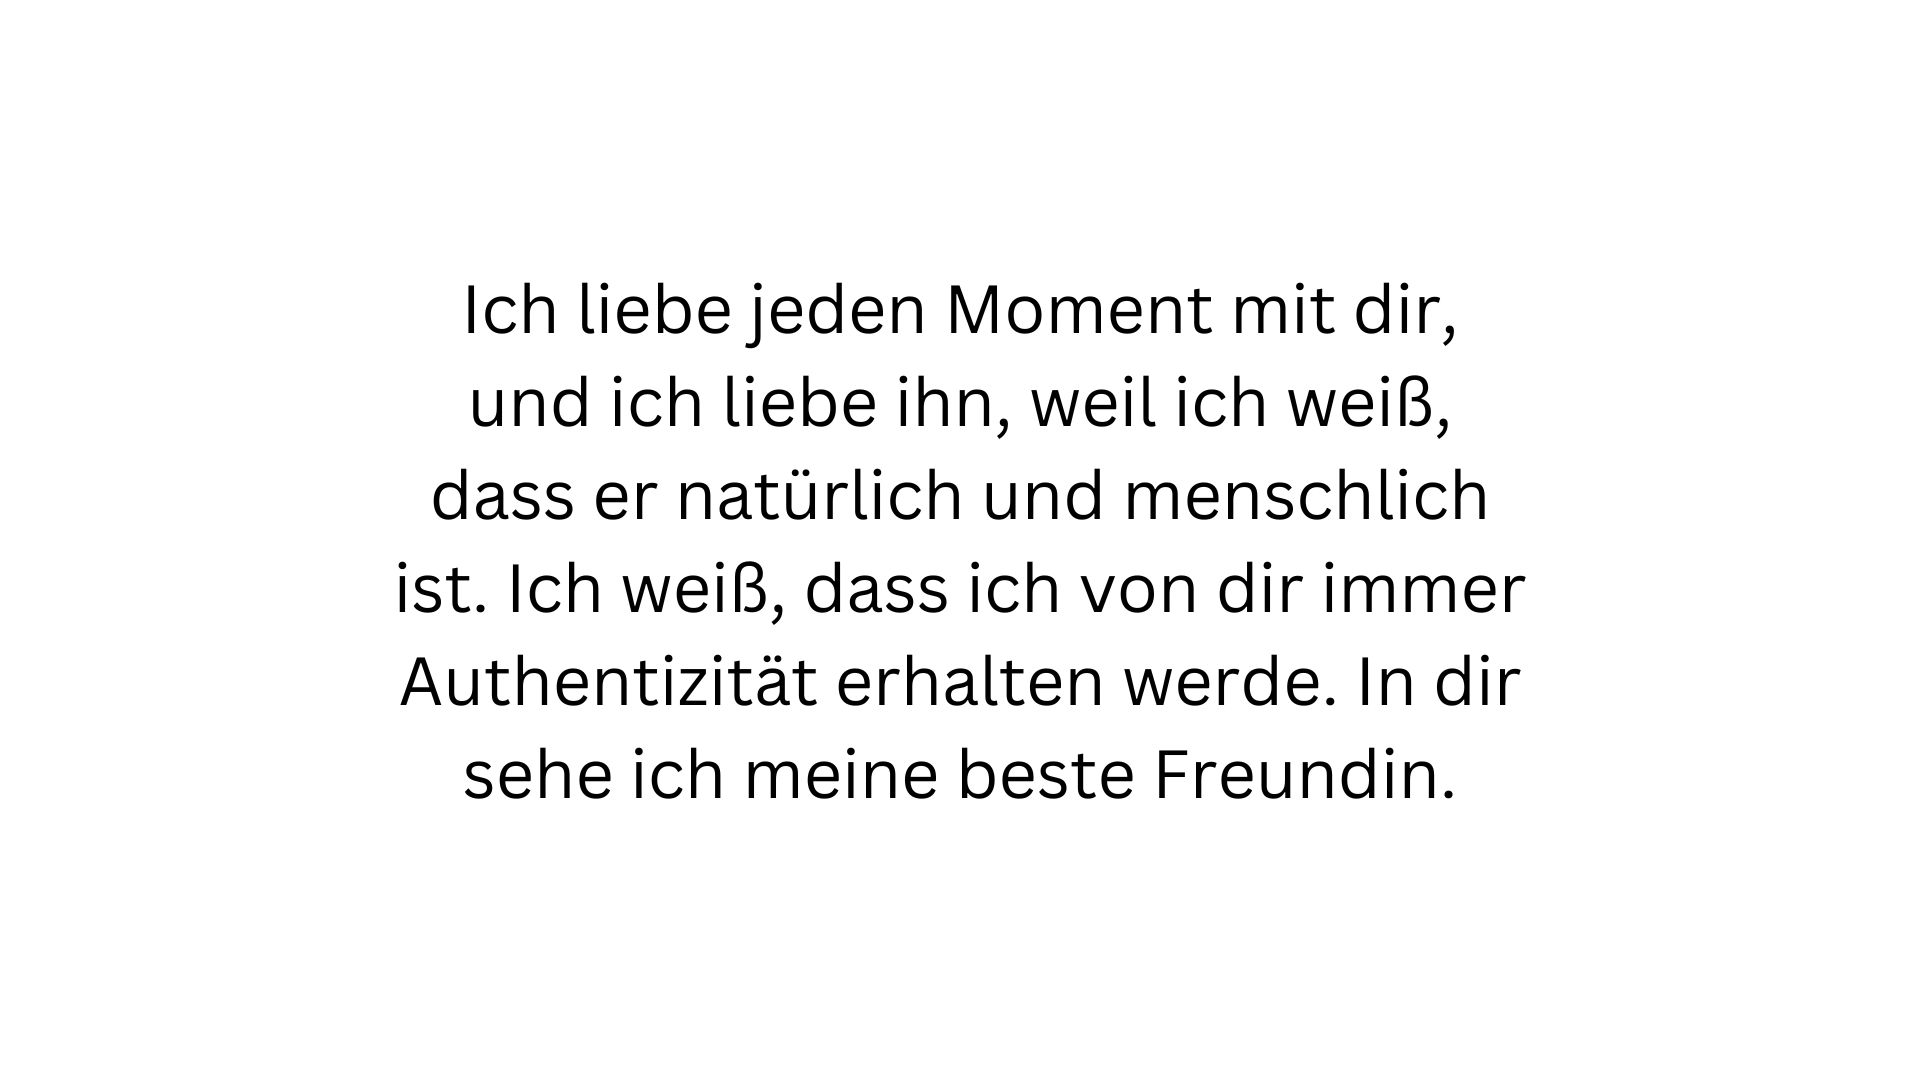 Ich liebe jeden Moment mit dir,
und ich liebe ihn, weil ich weiß,
dass er natürlich und menschlich
ist. Ich weiß, dass ich von dir immer
Authentizität erhalten werde. In dir
sehe ich meine beste Freundin.